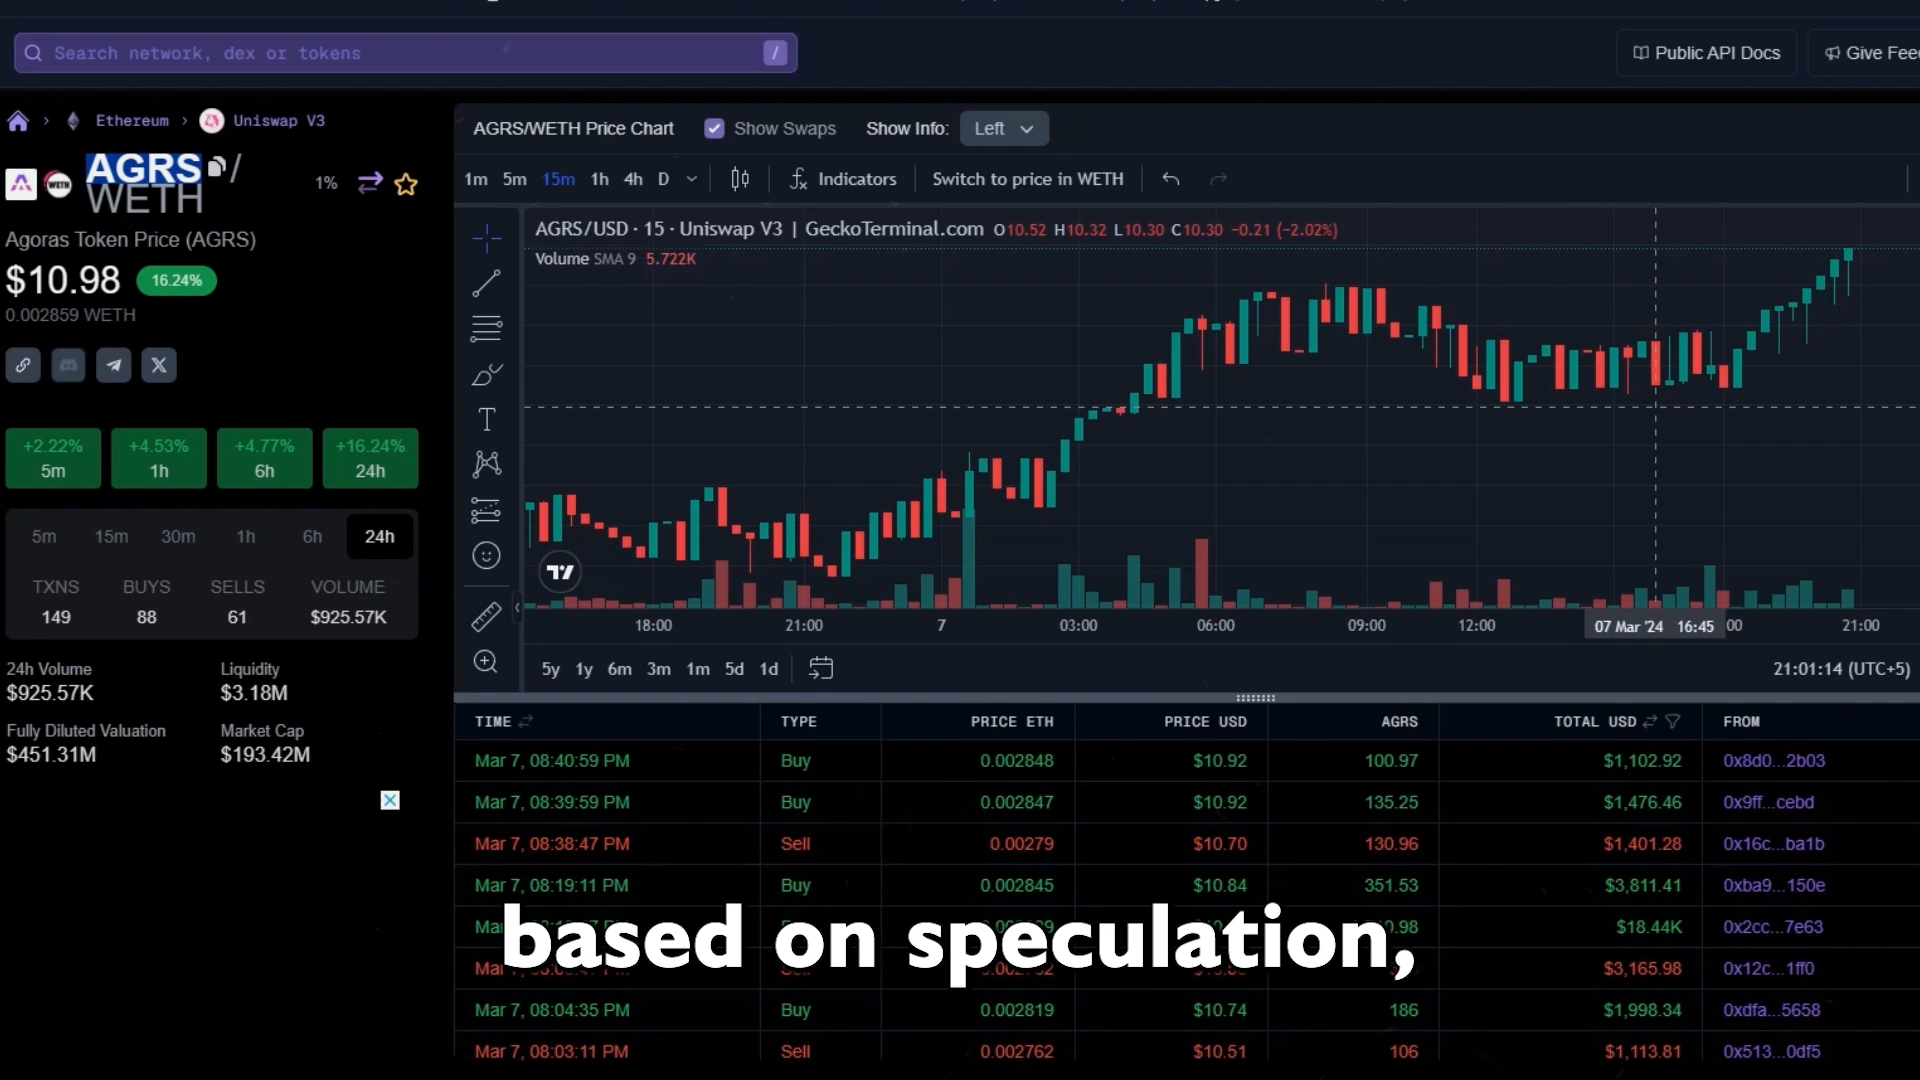 Search network, dex or tokens /
Public API Docs
Give Fee
Ethereum › Uniswap V3
AGRS /
WETH
WETH
1%
Agoras Token Price (AGRS)
$10.98 16.24%
0.002859 WETH
+2.22% +4.53% +4.77% +16.24%
5m 1h 6h 24h
5m 15m 30m 1h 6h 24h
TXNS BUYS SELLS VOLUME
149 88 61 $925.57K
24h Volume Liquidity
$925.57K $3.18M
Fully Diluted Valuation Market Cap
$451.31M $193.42M
AGRS/WETH Price Chart Show Swaps Show Info: Left
1m 5m 15m 1h 4h D Indicators Switch to price in WETH
AGRS/USD · 15 · Uniswap V3 | GeckoTerminal.com O10.52 H10.32 L10.30 C10.30 −0.21 (−2.02%)
Volume SMA 9 5.722K
18:00 21:00 7 03:00 06:00 09:00 12:00 07 Mar '24 16:45 :00 21:00
5y 1y 6m 3m 1m 5d 1d 21:01:14 (UTC+5)
TIME TYPE PRICE ETH PRICE USD AGRS TOTAL USD FROM
Mar 7, 08:40:59 PM Buy 0.002848 $10.92 100.97 $1,102.92 0x8d0...2b03
Mar 7, 08:39:59 PM Buy 0.002847 $10.92 135.25 $1,476.46 0x9ff...cebd
Mar 7, 08:38:47 PM Sell 0.00279 $10.70 130.96 $1,401.28 0x16c...ba1b
Mar 7, 08:19:11 PM Buy 0.002845 $10.84 351.53 $3,811.41 0xba9...150e
$18.44K 0x2cc...7e63
based on speculation,
$3,165.98 0x12c...1ff0
Mar 7, 08:04:35 PM Buy 0.002819 $10.74 186 $1,998.34 0xdfa...5658
Mar 7, 08:03:11 PM Sell 0.002762 $10.51 106 $1,113.81 0x513...0df5